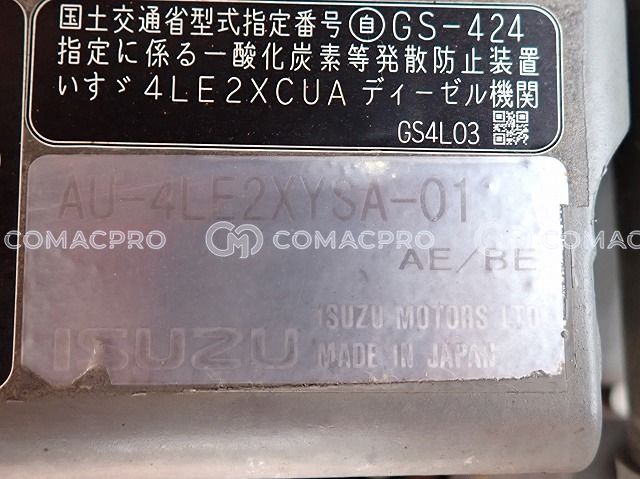 国土交通省型式指定番号 自 GS-424
指定に係る一酸化炭素等発散防止装置
いすゞ 4LE2XCUA ディーゼル機関
GS4L03
AU-4LE2XYSA-01
COMACPRO COMACPRO COMACPRO
AE/BE
ISUZU MOTORS LTD
ISUZU
MADE IN JAPAN